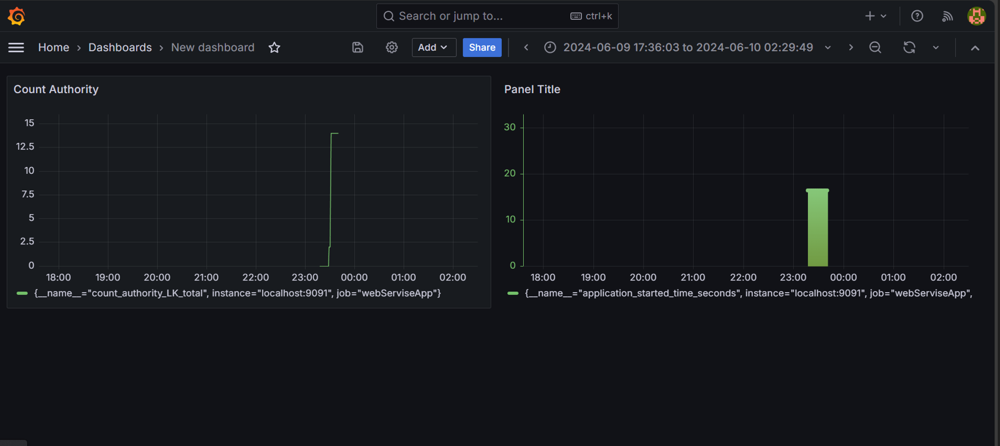 Search or jump to... ctrl+k
Home › Dashboards › New dashboard Add Share 2024-06-09 17:36:03 to 2024-06-10 02:29:49
Count Authority
15
12.5
10
7.5
5
2.5
0
18:00 19:00 20:00 21:00 22:00 23:00 00:00 01:00 02:00
{__name__="count_authority_LK_total", instance="localhost:9091", job="webServiseApp"}
Panel Title
30
20
10
0
18:00 19:00 20:00 21:00 22:00 23:00 00:00 01:00 02:00
{__name__="application_started_time_seconds", instance="localhost:9091", job="webServiseApp",